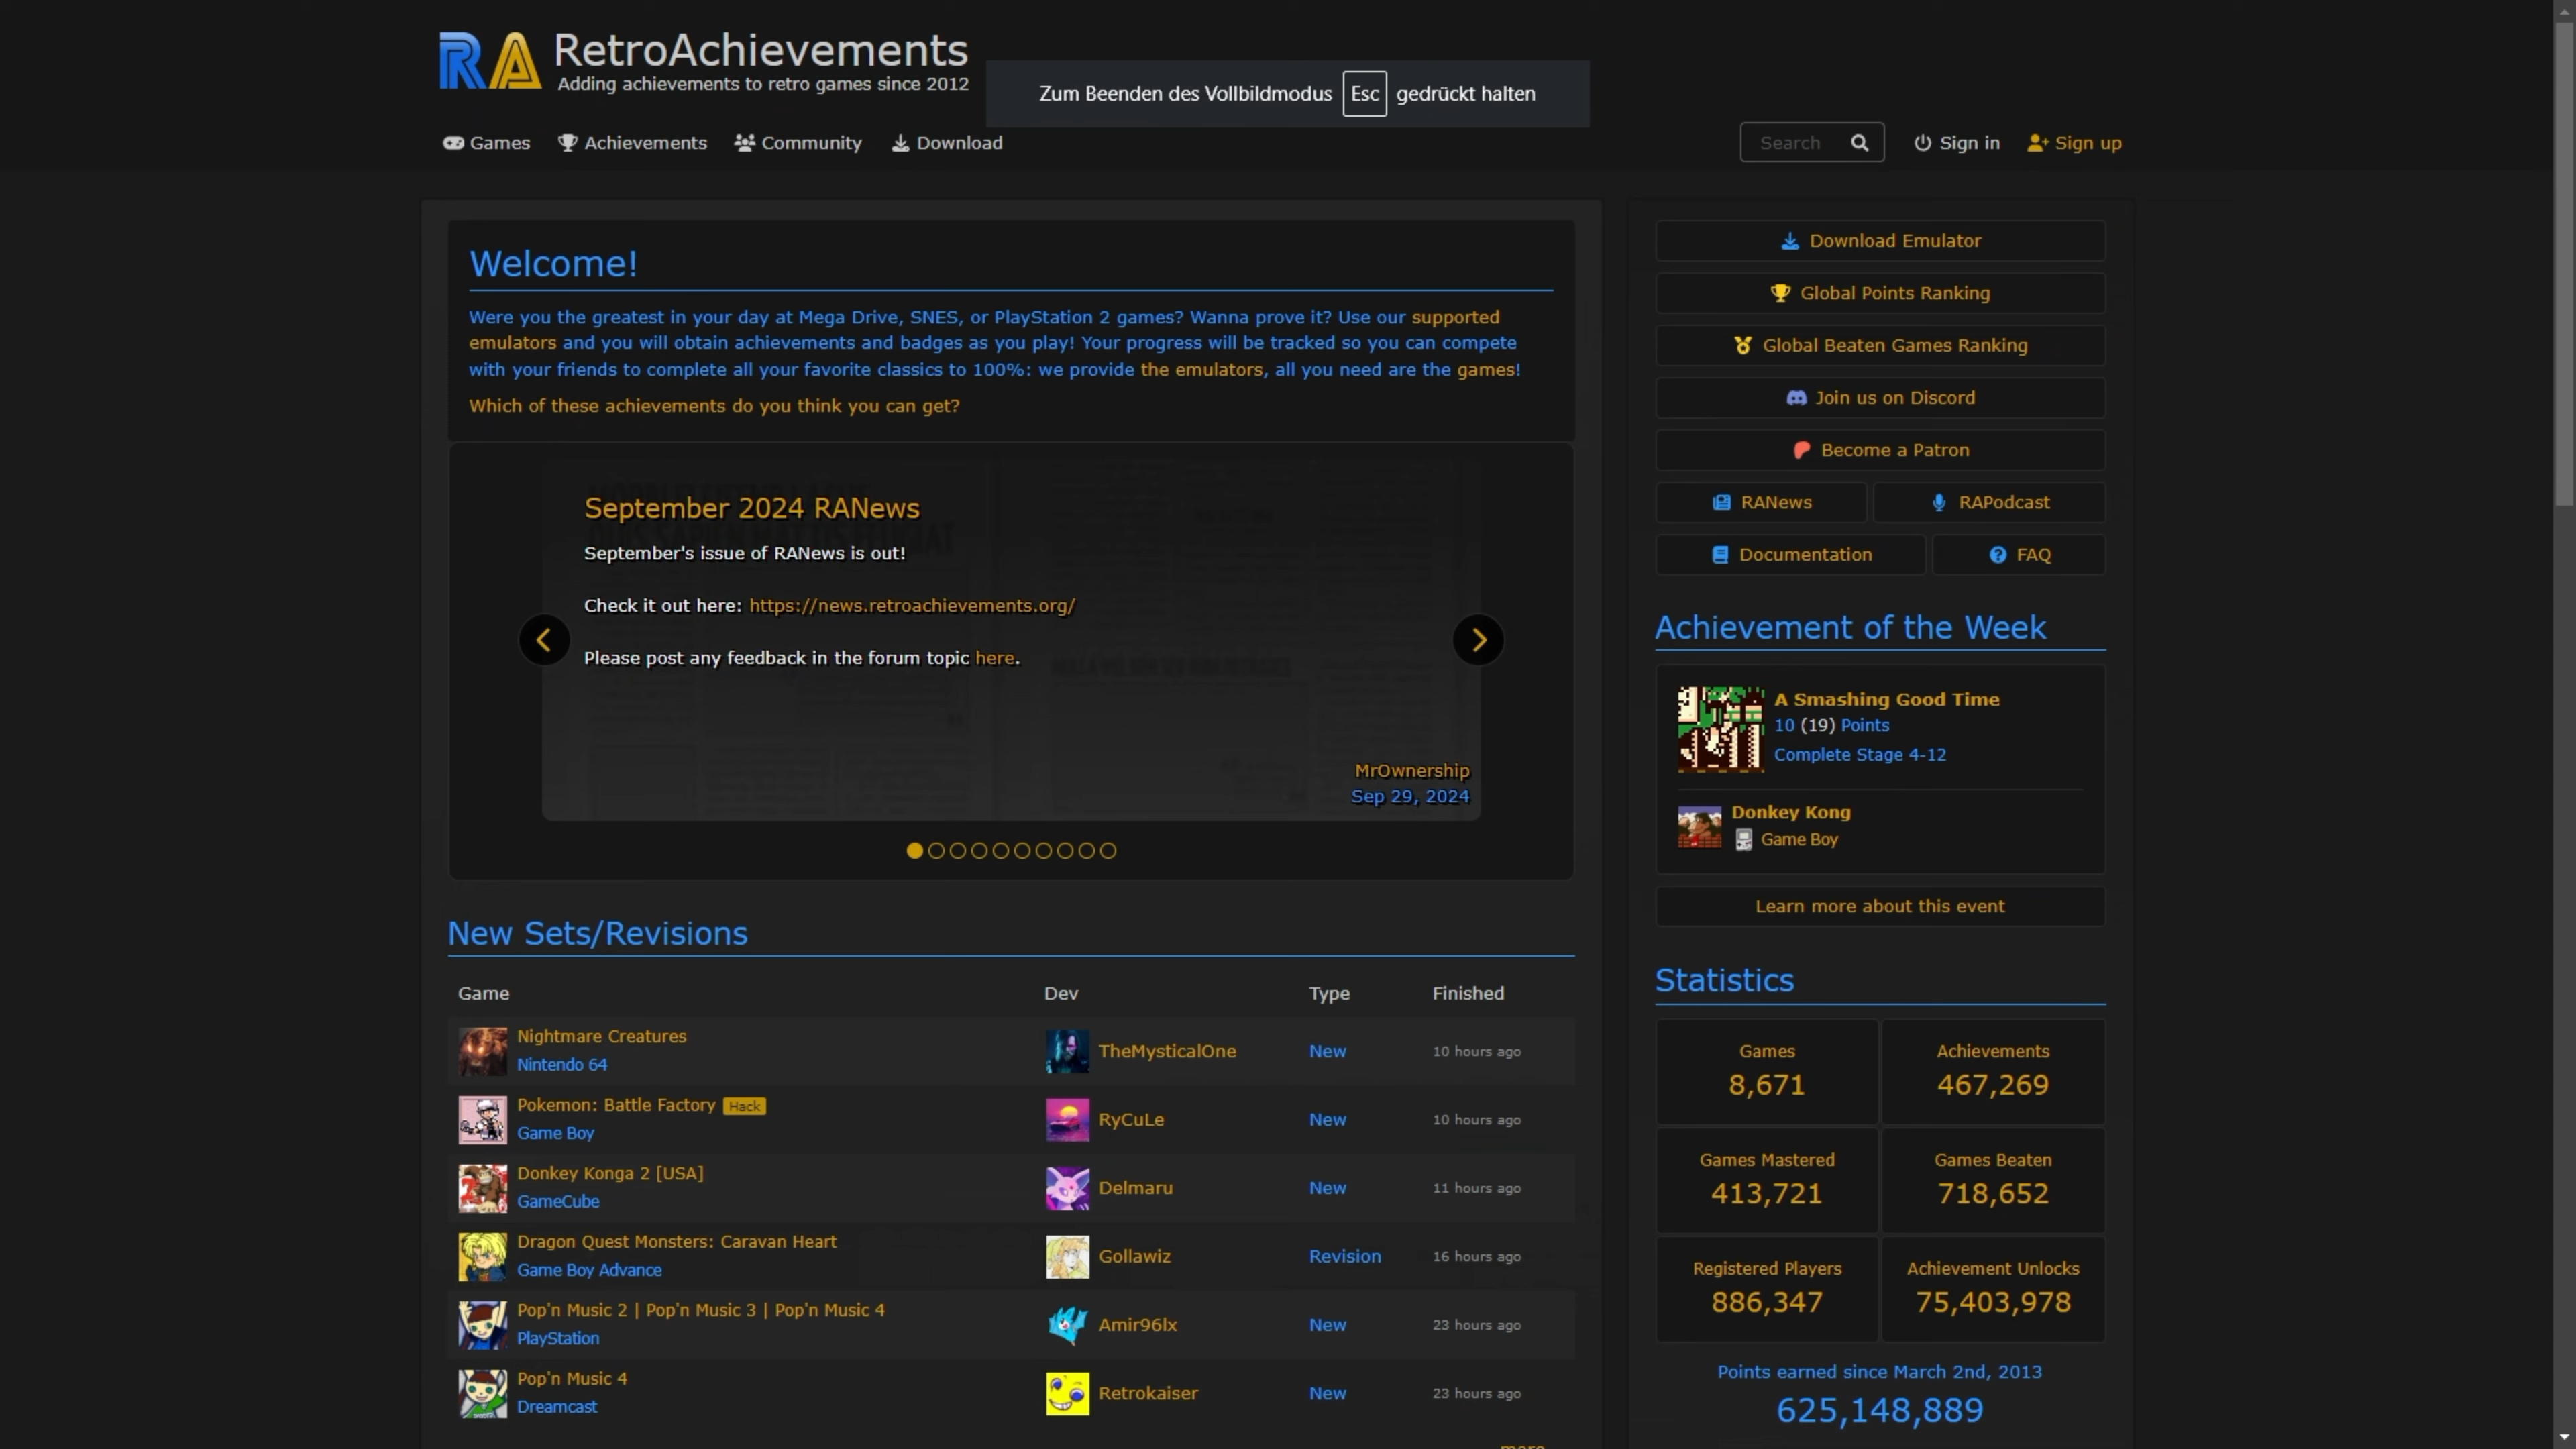 RA RetroAchievements
Adding achievements to retro games since 2012
Zum Beenden des Vollbildmodus Esc gedrückt halten
Games Achievements Community Download
Search Sign in Sign up
Welcome!
Were you the greatest in your day at Mega Drive, SNES, or PlayStation 2 games? Wanna prove it? Use our supported
emulators and you will obtain achievements and badges as you play! Your progress will be tracked so you can compete
with your friends to complete all your favorite classics to 100%: we provide the emulators, all you need are the games!
Which of these achievements do you think you can get?
September 2024 RANews
September's issue of RANews is out!
Check it out here: https://news.retroachievements.org/
Please post any feedback in the forum topic here.
MrOwnership
Sep 29, 2024
New Sets/Revisions
Game Dev Type Finished
Nightmare Creatures
Nintendo 64
TheMysticalOne New 10 hours ago
Pokemon: Battle Factory Hack
Game Boy
RyCuLe New 10 hours ago
Donkey Konga 2 [USA]
GameCube
Delmaru New 11 hours ago
Dragon Quest Monsters: Caravan Heart
Game Boy Advance
Gollawiz Revision 16 hours ago
Pop'n Music 2 | Pop'n Music 3 | Pop'n Music 4
PlayStation
Amir96lx New 23 hours ago
Pop'n Music 4
Dreamcast
Retrokaiser New 23 hours ago
Download Emulator
Global Points Ranking
Global Beaten Games Ranking
Join us on Discord
Become a Patron
RANews RAPodcast
Documentation FAQ
Achievement of the Week
A Smashing Good Time
10 (19) Points
Complete Stage 4-12
Donkey Kong
Game Boy
Learn more about this event
Statistics
Games Achievements
8,671 467,269
Games Mastered Games Beaten
413,721 718,652
Registered Players Achievement Unlocks
886,347 75,403,978
Points earned since March 2nd, 2013
625,148,889